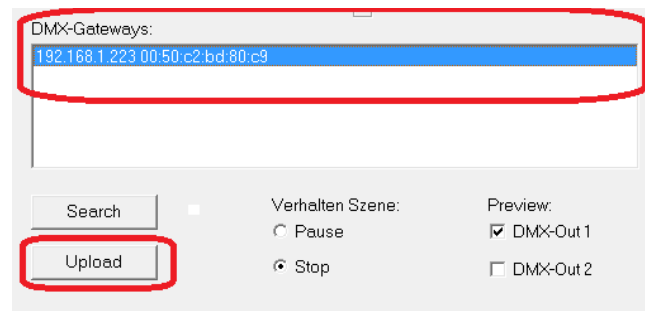 DMX-Gateways:
192.168.1.223 00:50:c2:bd:80:c9
Search
Verhalten Szene:
Preview:
Pause
DMX-Out 1
Upload
Stop
DMX-Out 2